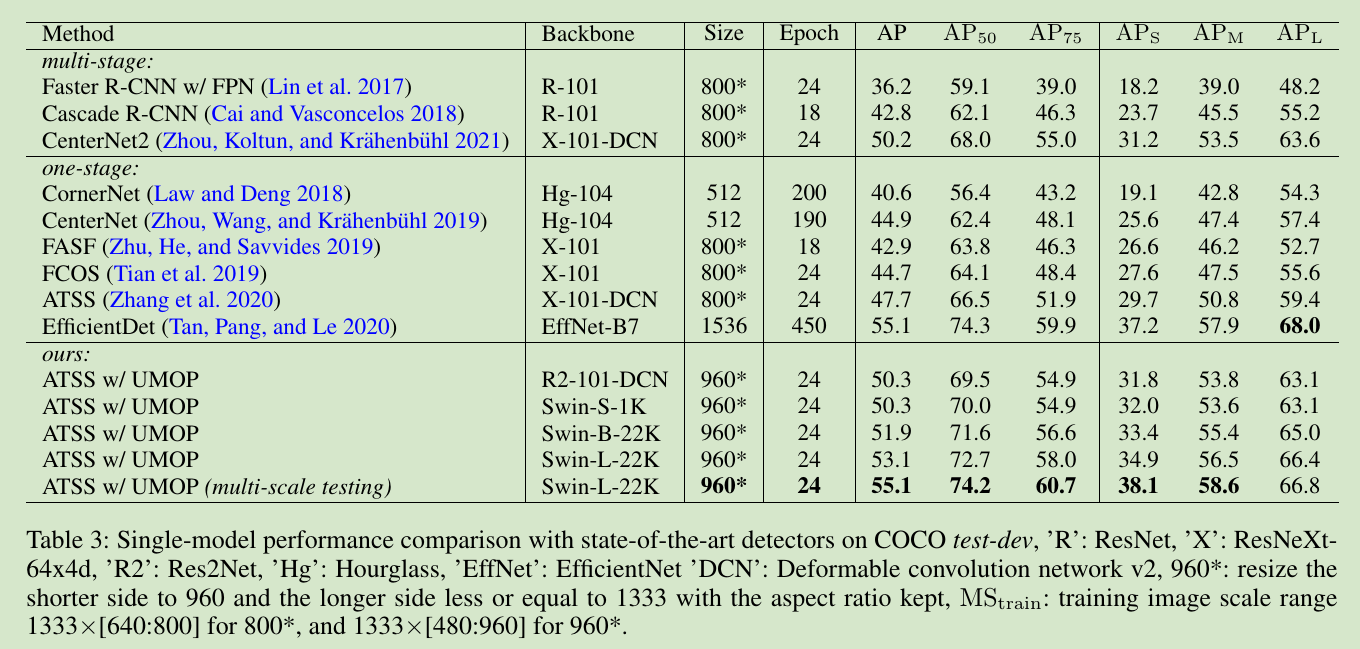 Method Backbone Size Epoch AP AP50 AP75 APS APM APL
multi-stage:
Faster R-CNN w/ FPN (Lin et al. 2017) R-101 800* 24 36.2 59.1 39.0 18.2 39.0 48.2
Cascade R-CNN (Cai and Vasconcelos 2018) R-101 800* 18 42.8 62.1 46.3 23.7 45.5 55.2
CenterNet2 (Zhou, Koltun, and Krähenbühl 2021) X-101-DCN 800* 24 50.2 68.0 55.0 31.2 53.5 63.6
one-stage:
CornerNet (Law and Deng 2018) Hg-104 512 200 40.6 56.4 43.2 19.1 42.8 54.3
CenterNet (Zhou, Wang, and Krähenbühl 2019) Hg-104 512 190 44.9 62.4 48.1 25.6 47.4 57.4
FASF (Zhu, He, and Savvides 2019) X-101 800* 18 42.9 63.8 46.3 26.6 46.2 52.7
FCOS (Tian et al. 2019) X-101 800* 24 44.7 64.1 48.4 27.6 47.5 55.6
ATSS (Zhang et al. 2020) X-101-DCN 800* 24 47.7 66.5 51.9 29.7 50.8 59.4
EfficientDet (Tan, Pang, and Le 2020) EffNet-B7 1536 450 55.1 74.3 59.9 37.2 57.9 68.0
ours:
ATSS w/ UMOP R2-101-DCN 960* 24 50.3 69.5 54.9 31.8 53.8 63.1
ATSS w/ UMOP Swin-S-1K 960* 24 50.3 70.0 54.9 32.0 53.6 63.1
ATSS w/ UMOP Swin-B-22K 960* 24 51.9 71.6 56.6 33.4 55.4 65.0
ATSS w/ UMOP Swin-L-22K 960* 24 53.1 72.7 58.0 34.9 56.5 66.4
ATSS w/ UMOP (multi-scale testing) Swin-L-22K 960* 24 55.1 74.2 60.7 38.1 58.6 66.8
Table 3: Single-model performance comparison with state-of-the-art detectors on COCO test-dev, ’R’: ResNet, ’X’: ResNeXt-
64x4d, ’R2’: Res2Net, ’Hg’: Hourglass, ’EffNet’: EfficientNet ’DCN’: Deformable convolution network v2, 960*: resize the
shorter side to 960 and the longer side less or equal to 1333 with the aspect ratio kept, MStrain: training image scale range
1333×[640:800] for 800*, and 1333×[480:960] for 960*.